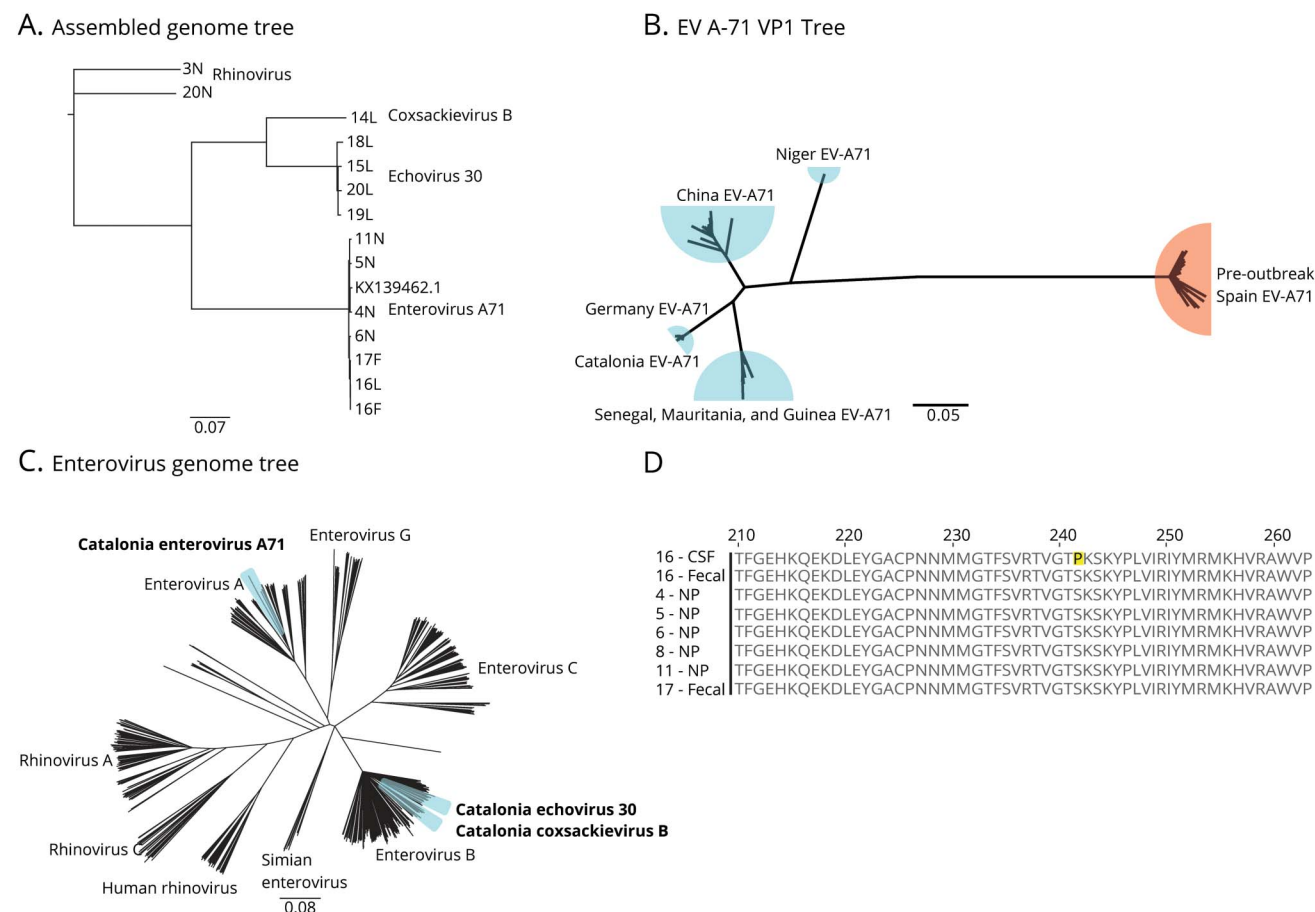 A. Assembled genome tree
3N
Rhinovirus
20N
14L
Coxsackievirus B
18L
15L
Echovirus 30
20L
19L
11N
5N
KX139462.1
4N
Enterovirus A71
6N
17F
16L
16F
0.07
B. EV A-71 VP1 Tree
Niger EV-A71
China EV-A71
Pre-outbreak
Spain EV-A71
Germany EV-A71
Catalonia EV-A71
Senegal, Mauritania, and Guinea EV-A71
0.05
C. Enterovirus genome tree
Enterovirus G
Catalonia enterovirus A71
Enterovirus A
Enterovirus C
Rhinovirus A
Catalonia echovirus 30
Catalonia coxsackievirus B
Rhinovirus C
Enterovirus B
Simian
enterovirus
Human rhinovirus
0.08
D
210 220 230 240 250 260
16 - CSF TFGEHKQEKDLEYGACPNNMMGTFSVRTVGTPKSKYPLVIRIYMRMKHVRAWVP
16 - Fecal TFGEHKQEKDLEYGACPNNMMGTFSVRTVGTSKSKYPLVIRIYMRMKHVRAWVP
4 - NP TFGEHKQEKDLEYGACPNNMMGTFSVRTVGTSKSKYPLVIRIYMRMKHVRAWVP
5 - NP TFGEHKQEKDLEYGACPNNMMGTFSVRTVGTSKSKYPLVIRIYMRMKHVRAWVP
6 - NP TFGEHKQEKDLEYGACPNNMMGTFSVRTVGTSKSKYPLVIRIYMRMKHVRAWVP
8 - NP TFGEHKQEKDLEYGACPNNMMGTFSVRTVGTSKSKYPLVIRIYMRMKHVRAWVP
11 - NP TFGEHKQEKDLEYGACPNNMMGTFSVRTVGTSKSKYPLVIRIYMRMKHVRAWVP
17 - Fecal TFGEHKQEKDLEYGACPNNMMGTFSVRTVGTSKSKYPLVIRIYMRMKHVRAWVP